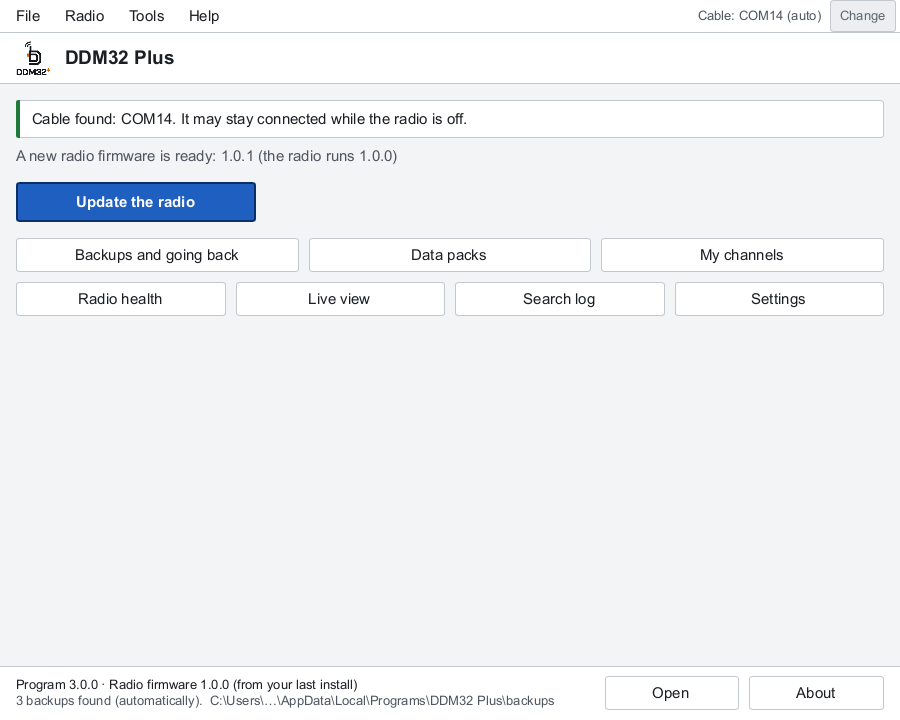 File Radio Tools Help Cable: COM14 (auto) Change
DDM32+ DDM32 Plus
Cable found: COM14. It may stay connected while the radio is off.
A new radio firmware is ready: 1.0.1 (the radio runs 1.0.0)
Update the radio
Backups and going back Data packs My channels
Radio health Live view Search log Settings
Program 3.0.0 · Radio firmware 1.0.0 (from your last install)
3 backups found (automatically). C:\Users\…\AppData\Local\Programs\DDM32 Plus\backups
Open About